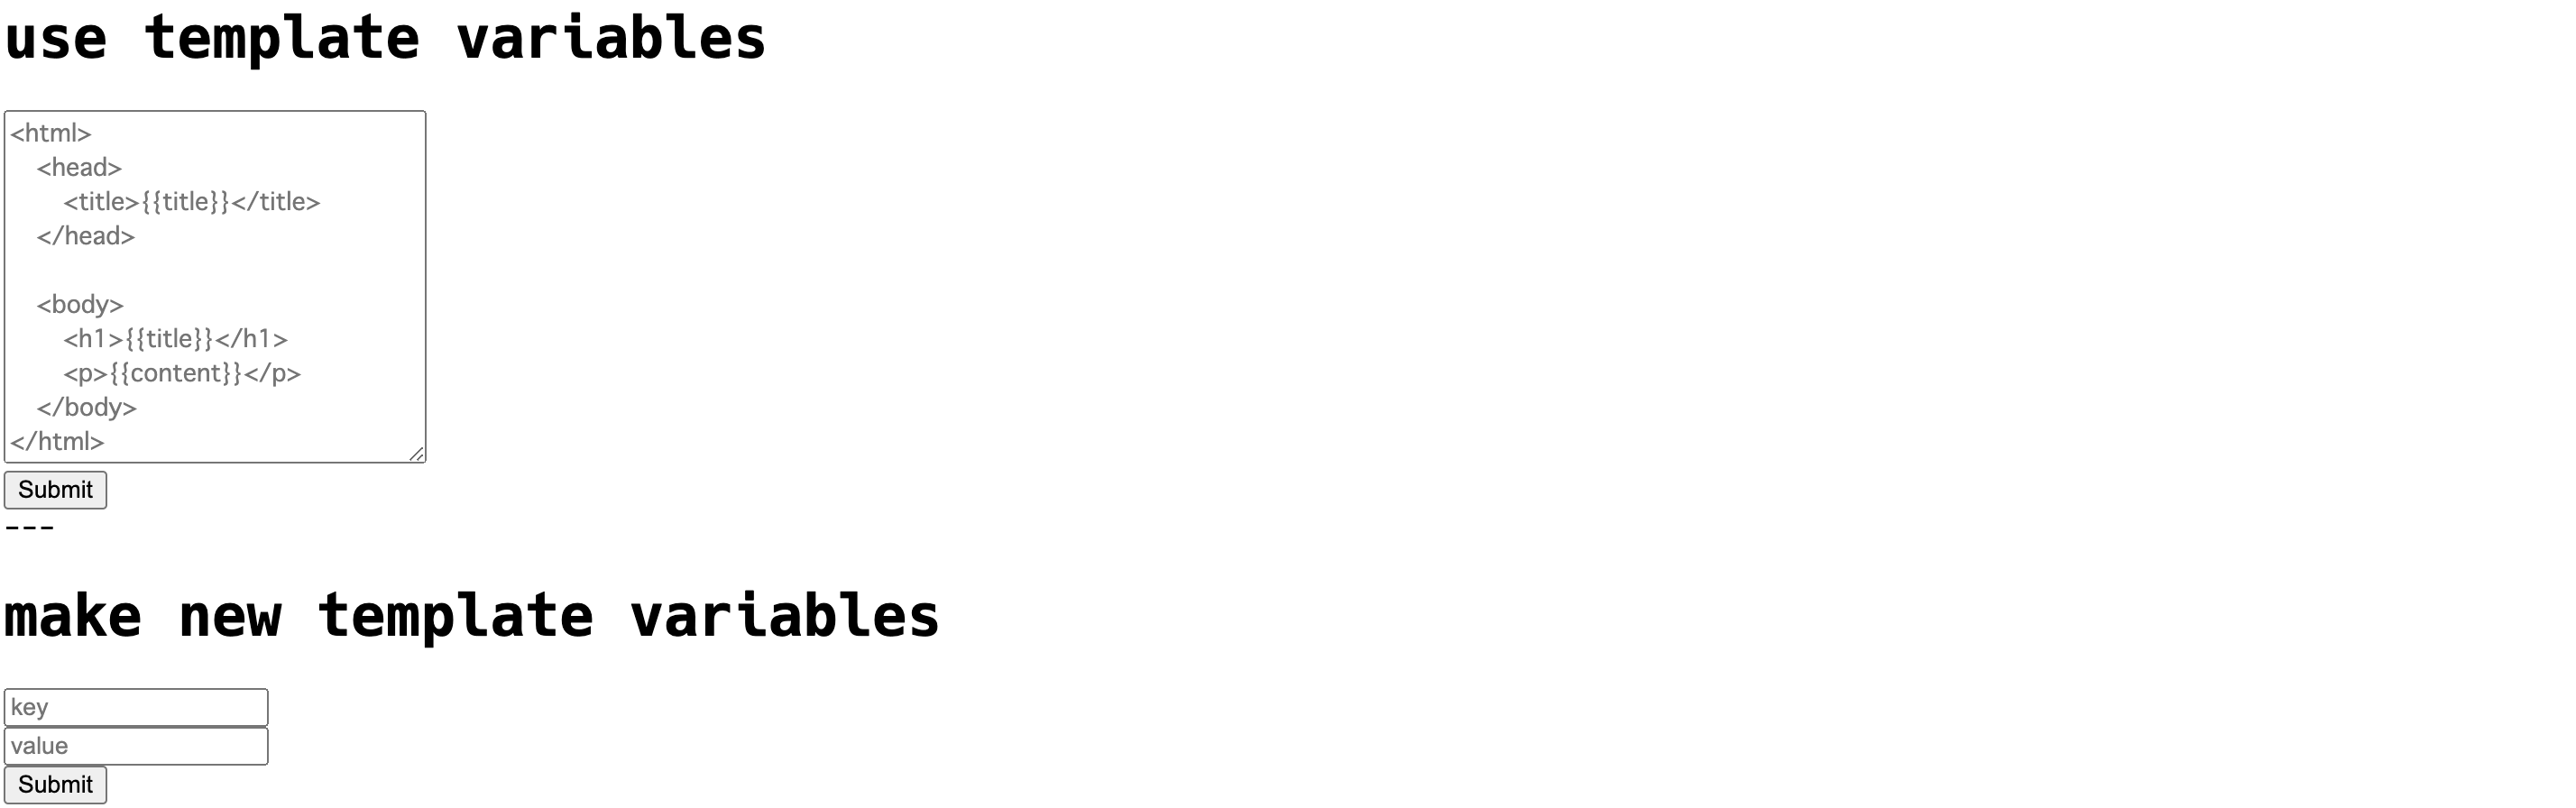 use template variables
<html>
<head>
<title>{{title}}</title>
</head>
<body>
<h1>{{title}}</h1>
<p>{{content}}</p>
</body>
</html>
Submit
---
make new template variables
key
value
Submit